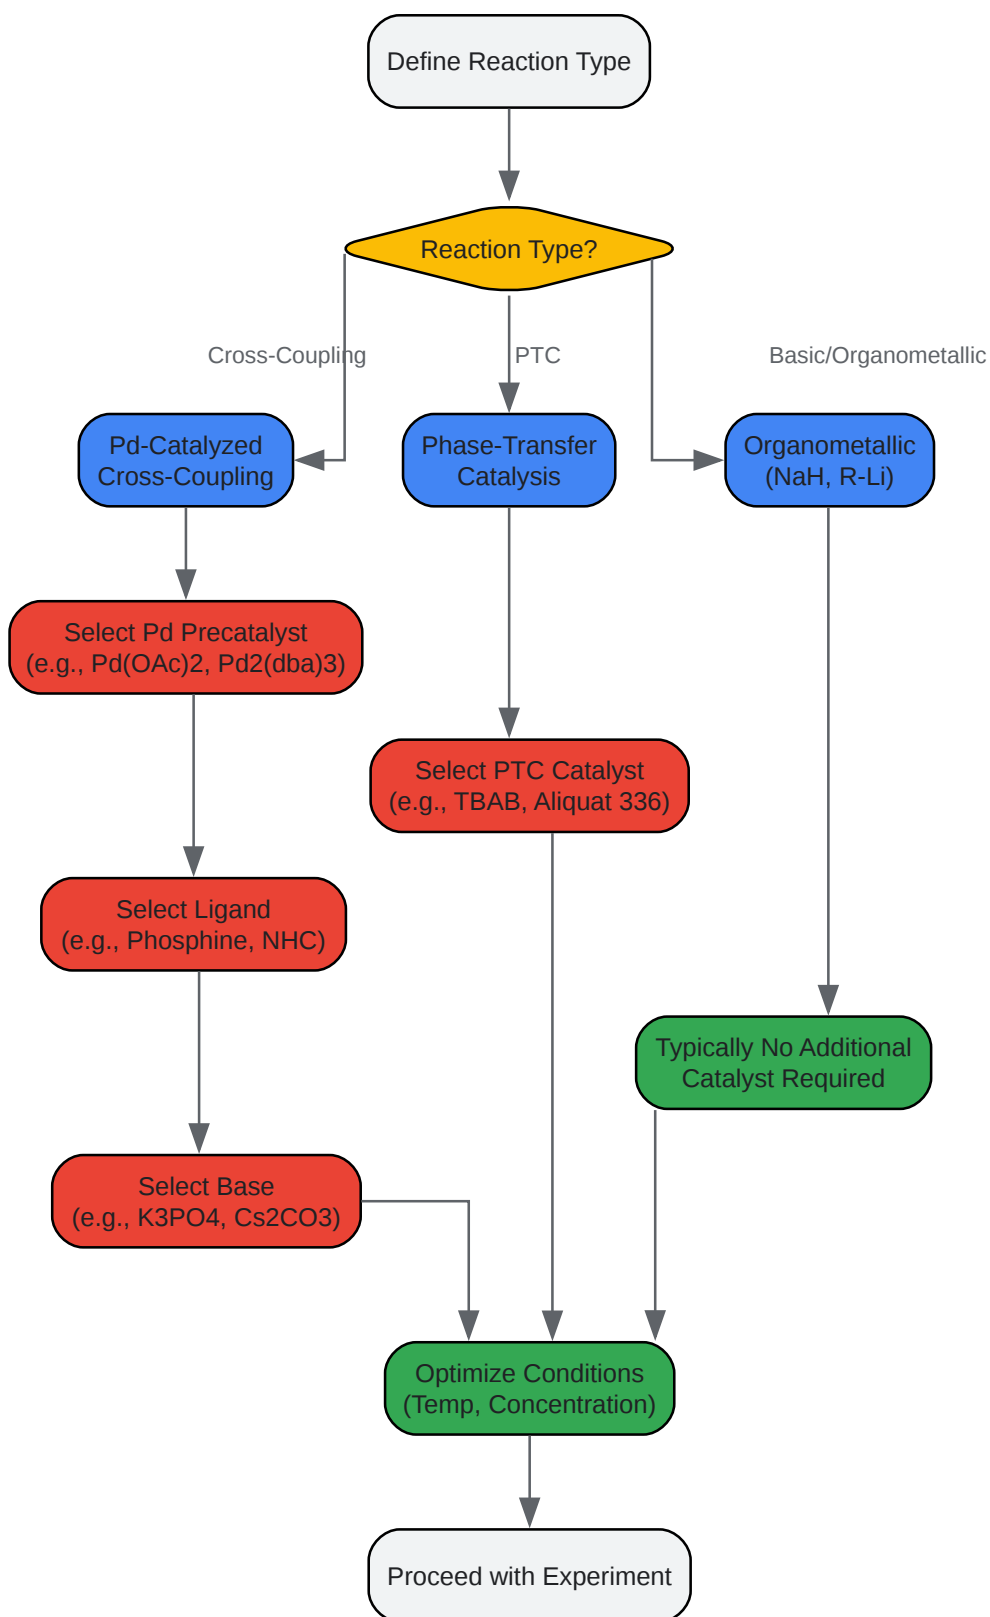 Define Reaction Type
Reaction Type?
Cross-Coupling
PTC
Basic/Organometallic
Pd-Catalyzed
Cross-Coupling
Phase-Transfer
Catalysis
Organometallic
(NaH, R-Li)
Select Pd Precatalyst
(e.g., Pd(OAc)2, Pd2(dba)3)
Select PTC Catalyst
(e.g., TBAB, Aliquat 336)
Select Ligand
(e.g., Phosphine, NHC)
Typically No Additional
Catalyst Required
Select Base
(e.g., K3PO4, Cs2CO3)
Optimize Conditions
(Temp, Concentration)
Proceed with Experiment